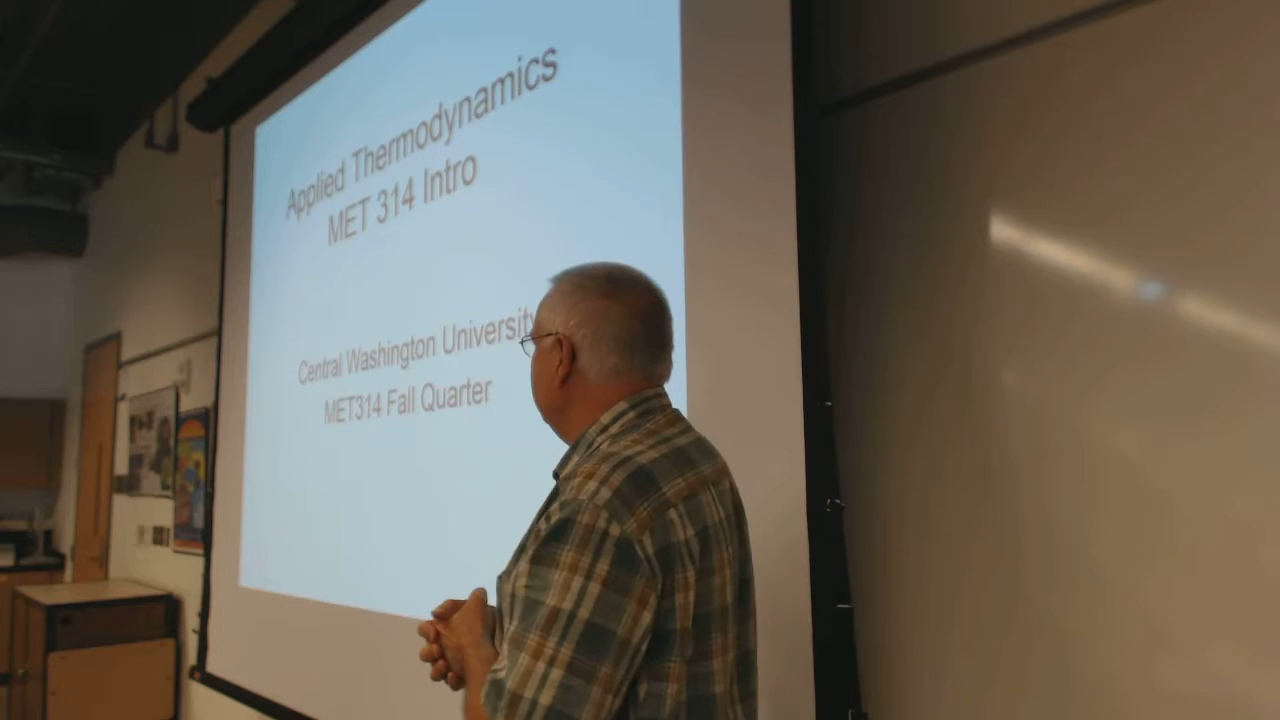 Applied Thermodynamics
MET 314 Intro
Central Washington University
MET314 Fall Quarter